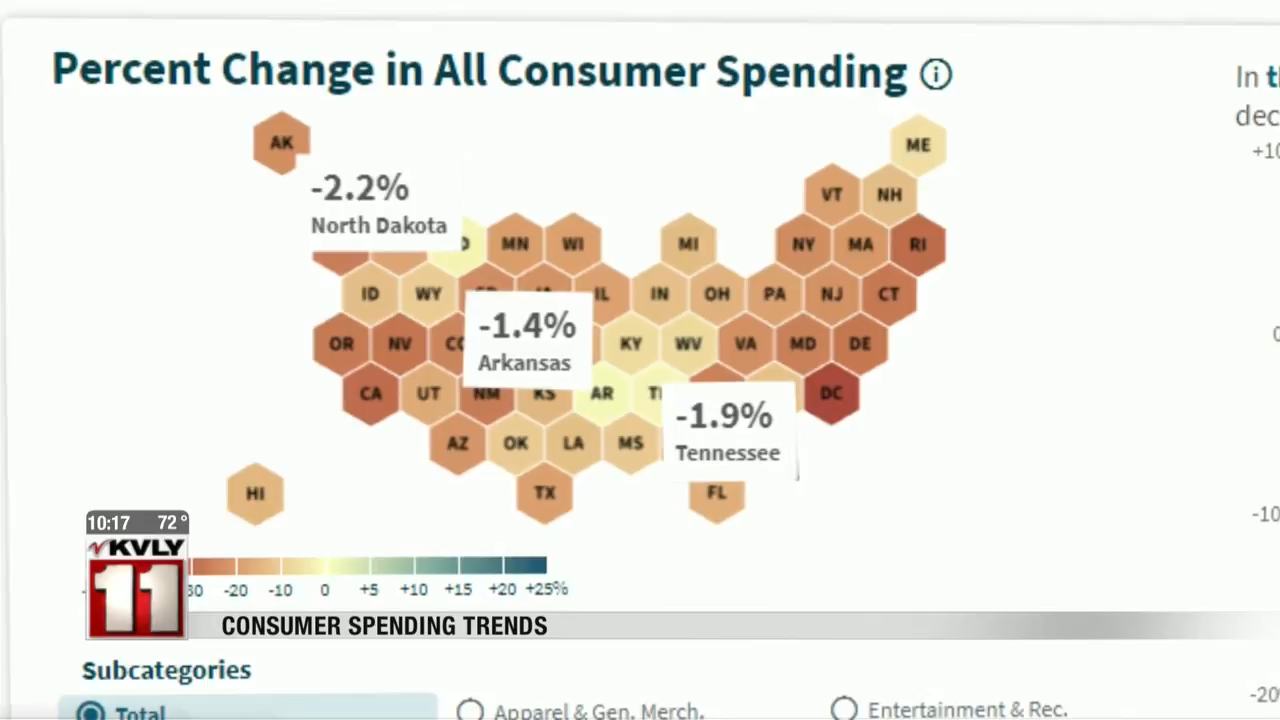 Percent Change in All Consumer Spending
In
dec
+10
AK
ME
-2.2%
North Dakota
VT NH
MN WI MI NY MA RI
ID WY IL IN OH PA NJ CT
-1.4%
Arkansas
OR NV KY WV VA MD DE
CA UT NM KS AR DC
-1.9%
Tennessee
AZ OK LA MS
HI TX FL
-10
10:17 72°
KVLY
11
-20 -10 0 +5 +10 +15 +20 +25%
CONSUMER SPENDING TRENDS
Subcategories
Total Apparel & Gen. Merch. Entertainment & Rec.
-20